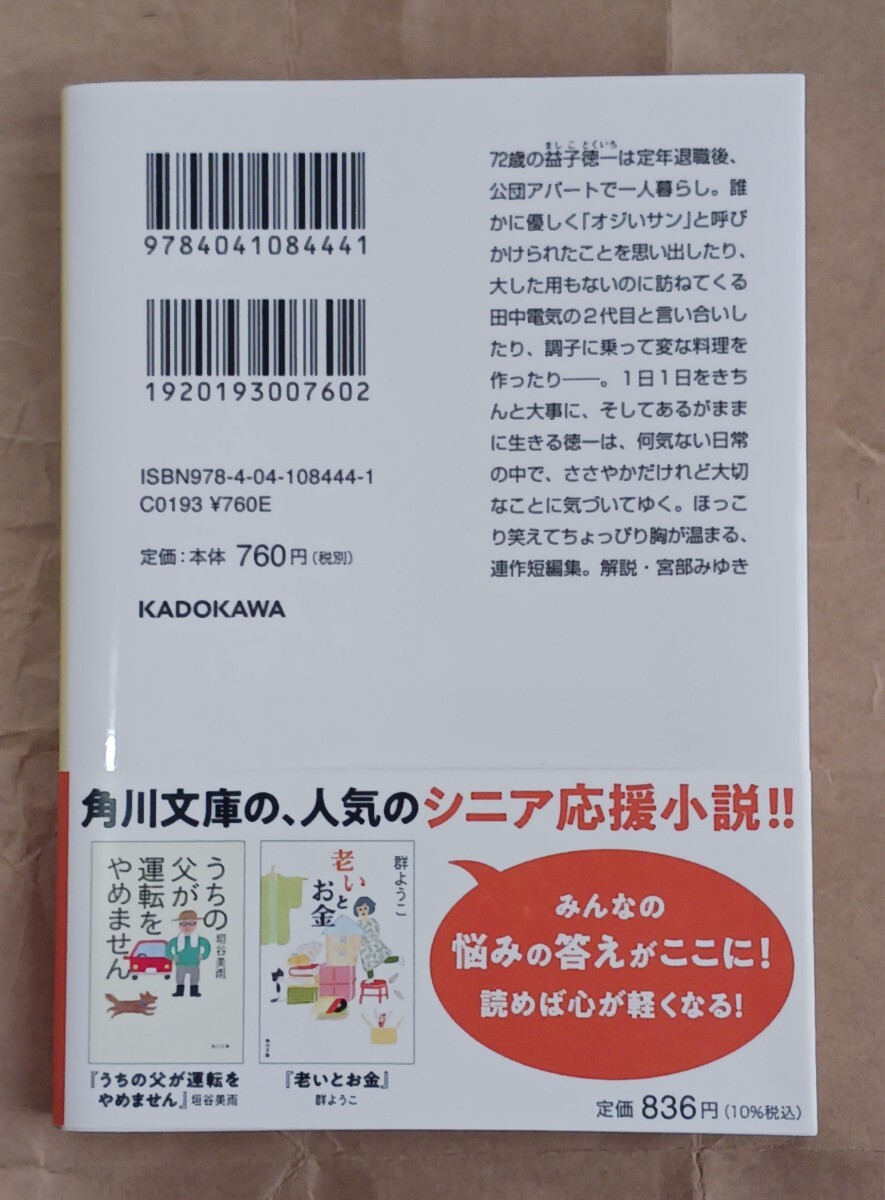 9784041084441
1920193007602
ISBN978-4-04-108444-1
C0193 ¥760E
定価：本体 760円（税別）
KADOKAWA
ましこ とくいち
72歳の益子徳一は定年退職後、
公団アパートで一人暮らし。誰
かに優しく「オジいサン」と呼び
かけられたことを思い出したり、
大した用もないのに訪ねてくる
田中電気の２代目と言い合いし
たり、調子に乗って変な料理を
作ったり──。１日１日をきち
んと大事に、そしてあるがまま
に生きる徳一は、何気ない日常
の中で、ささやかだけれど大切
なことに気づいてゆく。ほっこ
り笑えてちょっぴり胸が温まる、
連作短編集。解説・宮部みゆき
角川文庫の、人気のシニア応援小説!!
うちの
父が
運転を
やめません
垣谷美雨
角川文庫
『うちの父が運転を
やめません』垣谷美雨
群ようこ
老いと
お金
角川文庫
『老いとお金』
群ようこ
みんなの
悩みの答えがここに！
読めば心が軽くなる！
定価 836円（10%税込）